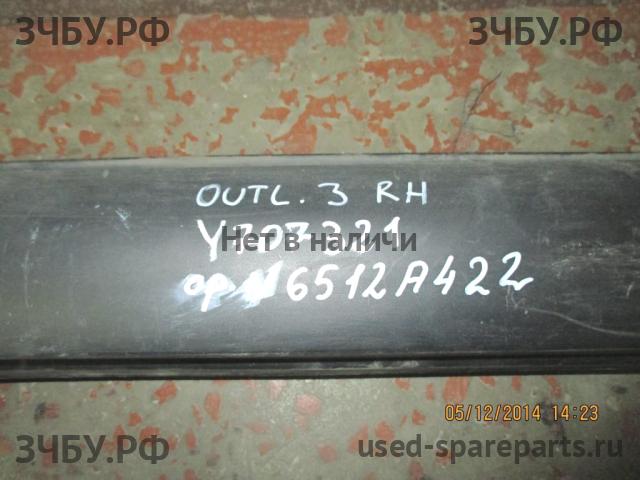 ЗЧБУ.РФ ЗЧБУ.РФ
OUTL. 3 RH
Нет в наличи
6512A422
05/12/2014 14:23
ЗЧБУ.РФ used-spareparts.ru